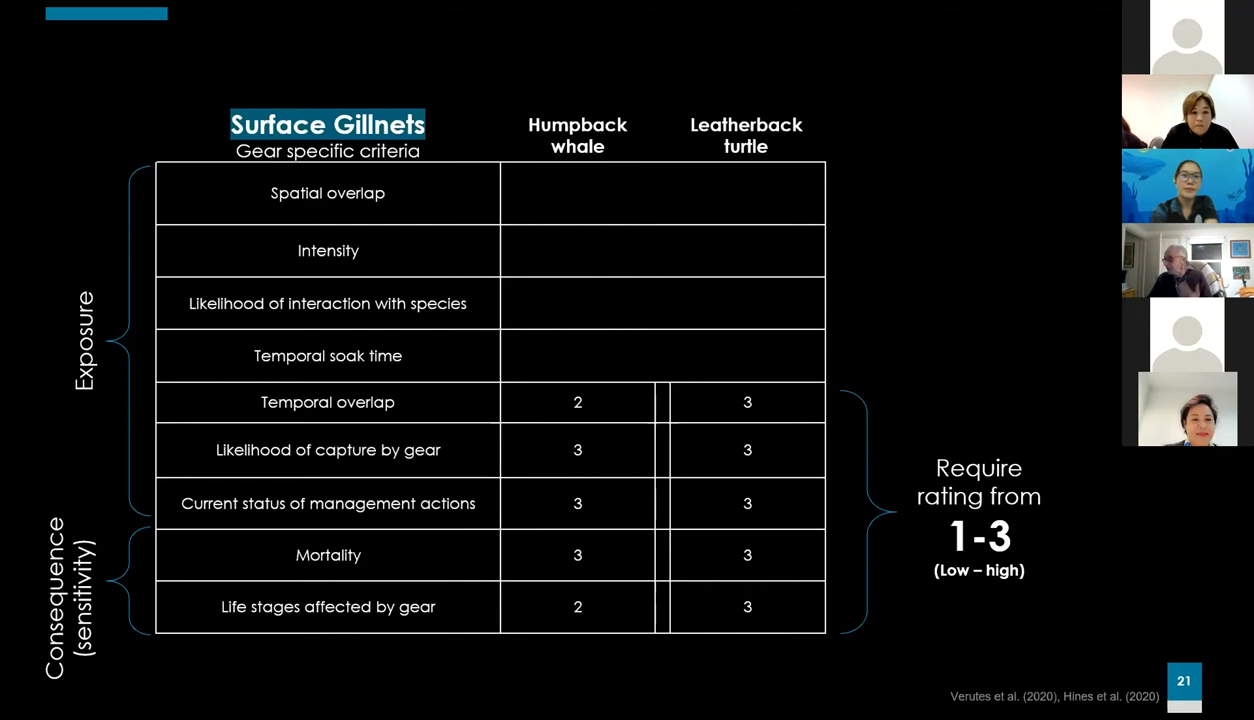 Surface Gillnets
Gear specific criteria
Humpback
whale
Leatherback
turtle
Exposure
Spatial overlap
Intensity
Likelihood of interaction with species
Temporal soak time
Temporal overlap 2 3
Likelihood of capture by gear 3 3
Current status of management actions 3 3
Consequence
(sensitivity)
Mortality 3 3
Life stages affected by gear 2 3
Require
rating from
1-3
(Low – high)
Verutes et al. (2020), Hines et al. (2020)
21